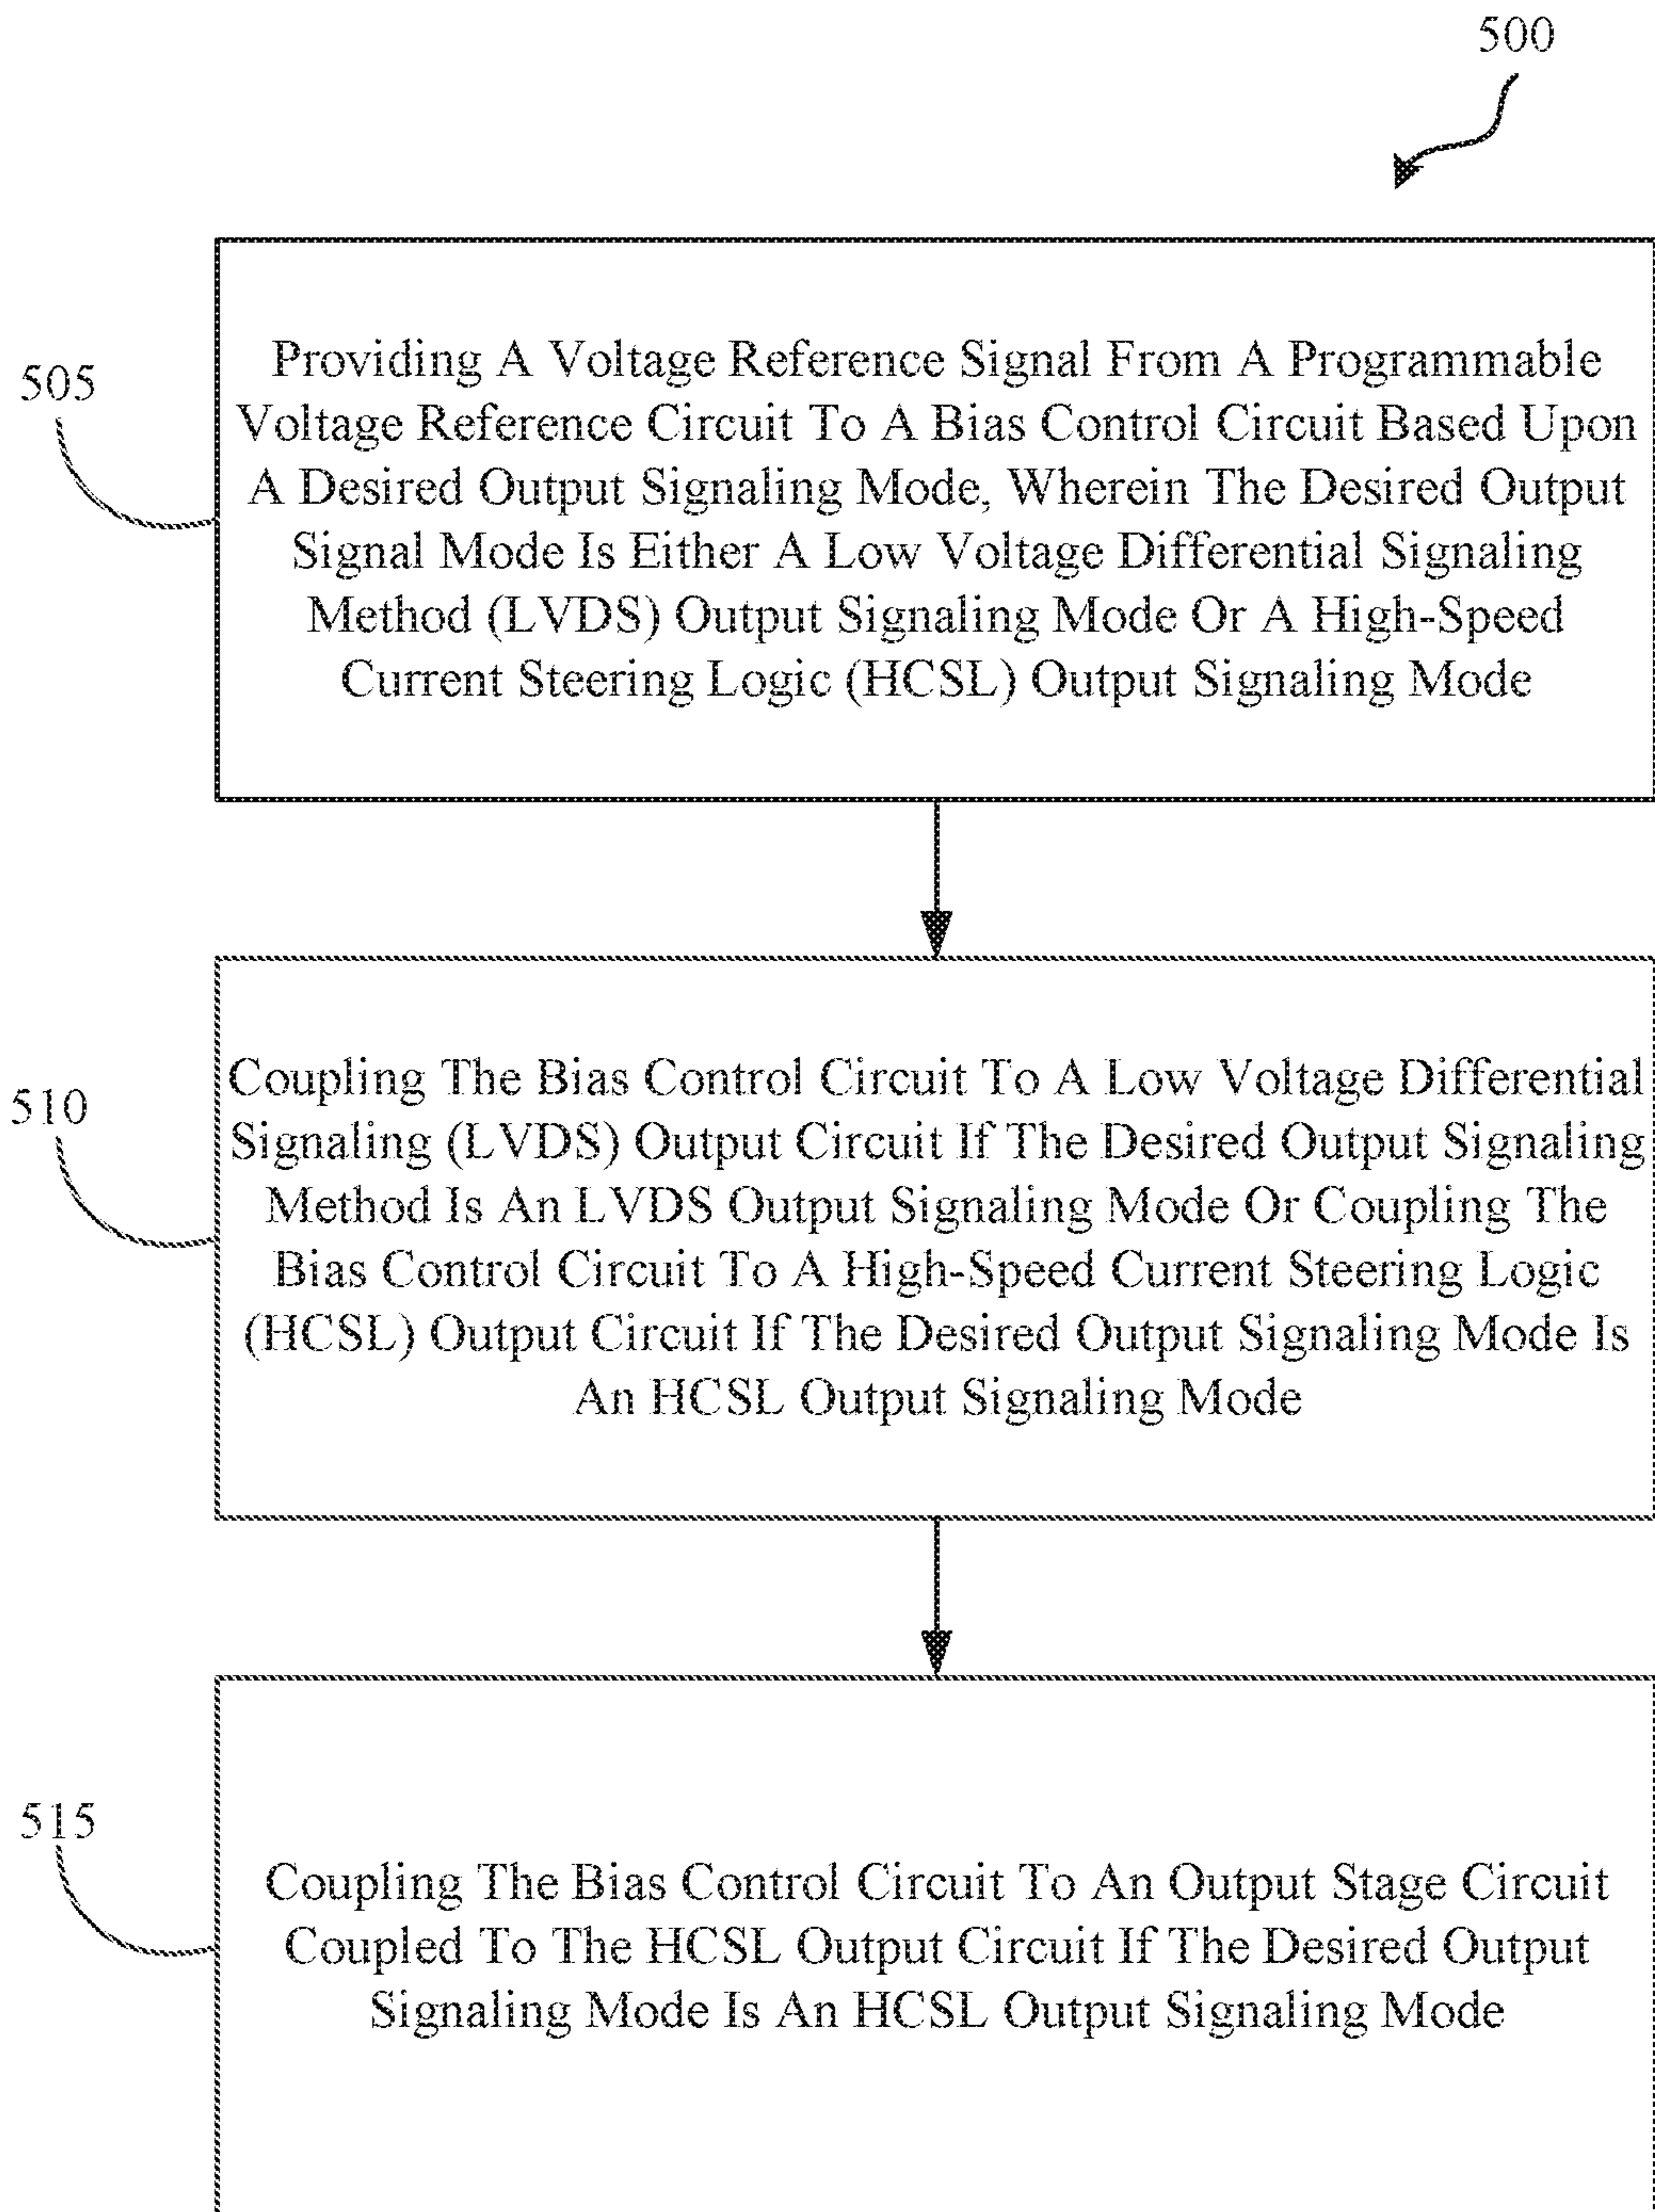 500
505
Providing A Voltage Reference Signal From A Programmable
Voltage Reference Circuit To A Bias Control Circuit Based Upon
A Desired Output Signaling Mode, Wherein The Desired Output
Signal Mode Is Either A Low Voltage Differential Signaling
Method (LVDS) Output Signaling Mode Or A High-Speed
Current Steering Logic (HCSL) Output Signaling Mode
510
Coupling The Bias Control Circuit To A Low Voltage Differential
Signaling (LVDS) Output Circuit If The Desired Output Signaling
Method Is An LVDS Output Signaling Mode Or Coupling The
Bias Control Circuit To A High-Speed Current Steering Logic
(HCSL) Output Circuit If The Desired Output Signaling Mode Is
An HCSL Output Signaling Mode
515
Coupling The Bias Control Circuit To An Output Stage Circuit
Coupled To The HCSL Output Circuit If The Desired Output
Signaling Mode Is An HCSL Output Signaling Mode